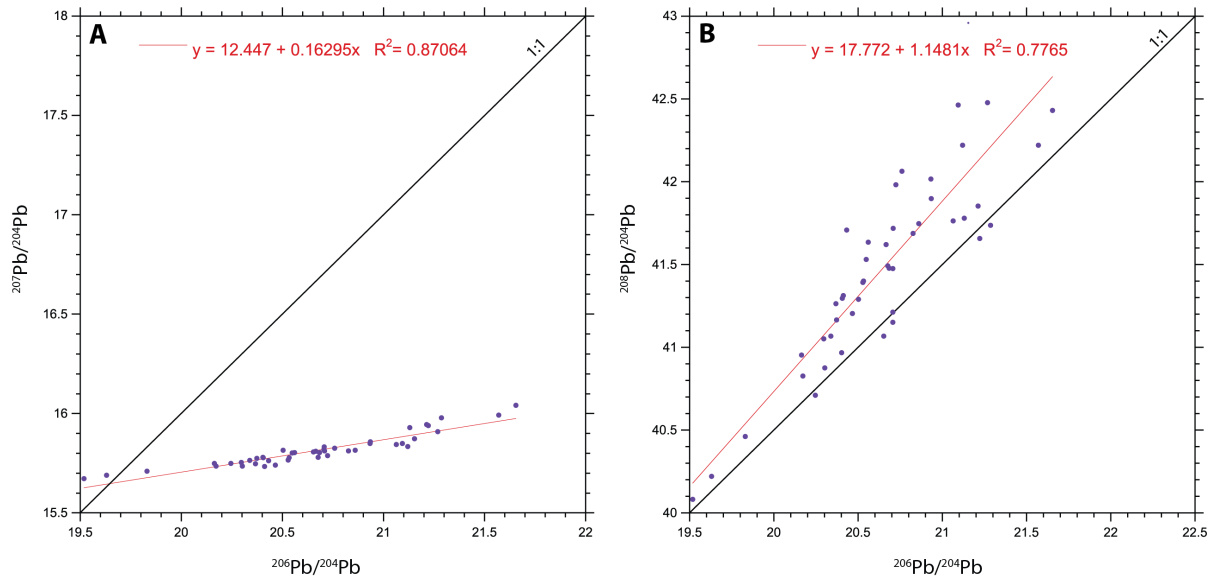 A
y = 12.447 + 0.16295x R²= 0.87064
1:1
18
17.5
17
16.5
16
15.5
19.5 20 20.5 21 21.5 22
²⁰⁷Pb/²⁰⁴Pb
²⁰⁶Pb/²⁰⁴Pb
B
y = 17.772 + 1.1481x R²= 0.7765
1:1
43
42.5
42
41.5
41
40.5
40
19.5 20 20.5 21 21.5 22 22.5
²⁰⁸Pb/²⁰⁴Pb
²⁰⁶Pb/²⁰⁴Pb